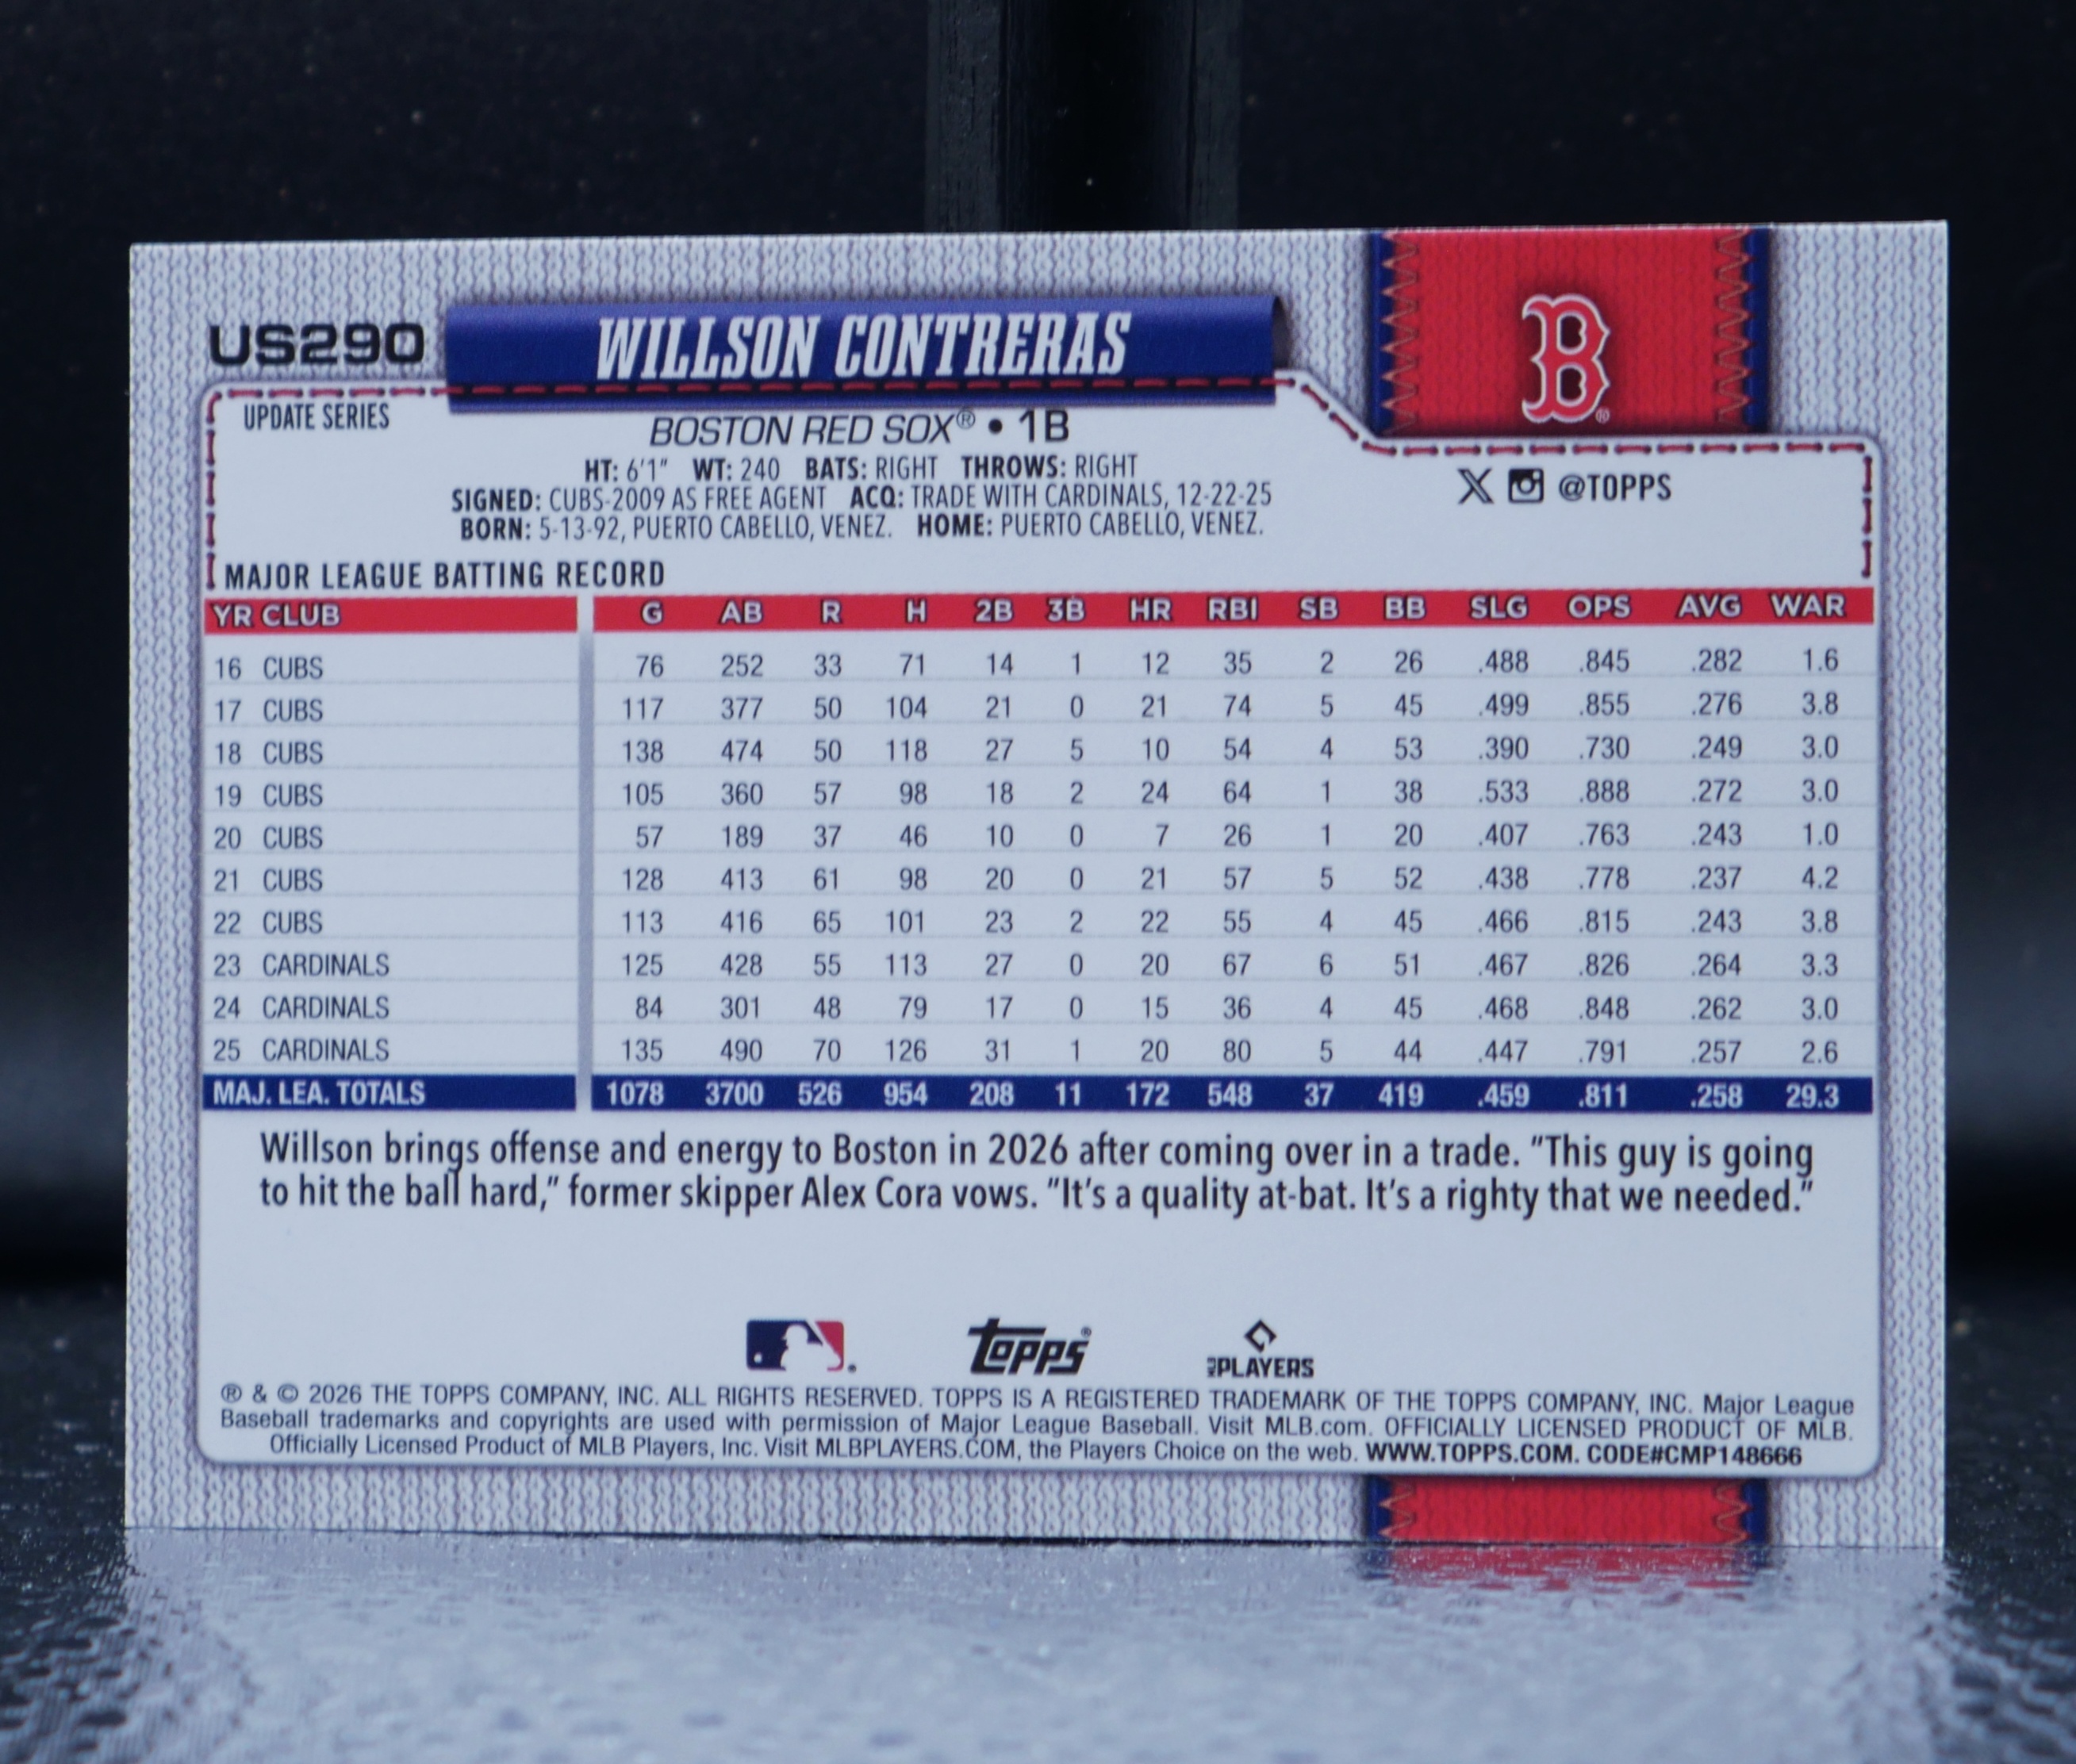 US290
WILLSON CONTRERAS
B
®
UPDATE SERIES
BOSTON RED SOX® • 1B
HT: 6'1" WT: 240 BATS: RIGHT THROWS: RIGHT
SIGNED: CUBS-2009 AS FREE AGENT ACQ: TRADE WITH CARDINALS, 12-22-25
BORN: 5-13-92, PUERTO CABELLO, VENEZ. HOME: PUERTO CABELLO, VENEZ.
X @TOPPS
MAJOR LEAGUE BATTING RECORD
YR CLUB G AB R H 2B 3B HR RBI SB BB SLG OPS AVG WAR
16 CUBS 76 252 33 71 14 1 12 35 2 26 .488 .845 .282 1.6
17 CUBS 117 377 50 104 21 0 21 74 5 45 .499 .855 .276 3.8
18 CUBS 138 474 50 118 27 5 10 54 4 53 .390 .730 .249 3.0
19 CUBS 105 360 57 98 18 2 24 64 1 38 .533 .888 .272 3.0
20 CUBS 57 189 37 46 10 0 7 26 1 20 .407 .763 .243 1.0
21 CUBS 128 413 61 98 20 0 21 57 5 52 .438 .778 .237 4.2
22 CUBS 113 416 65 101 23 2 22 55 4 45 .466 .815 .243 3.8
23 CARDINALS 125 428 55 113 27 0 20 67 6 51 .467 .826 .264 3.3
24 CARDINALS 84 301 48 79 17 0 15 36 4 45 .468 .848 .262 3.0
25 CARDINALS 135 490 70 126 31 1 20 80 5 44 .447 .791 .257 2.6
MAJ. LEA. TOTALS 1078 3700 526 954 208 11 172 548 37 419 .459 .811 .258 29.3
Willson brings offense and energy to Boston in 2026 after coming over in a trade. "This guy is going
to hit the ball hard," former skipper Alex Cora vows. "It's a quality at-bat. It's a righty that we needed."
topps® PLAYERS
® & © 2026 THE TOPPS COMPANY, INC. ALL RIGHTS RESERVED. TOPPS IS A REGISTERED TRADEMARK OF THE TOPPS COMPANY, INC. Major League
Baseball trademarks and copyrights are used with permission of Major League Baseball. Visit MLB.com. OFFICIALLY LICENSED PRODUCT OF MLB.
Officially Licensed Product of MLB Players, Inc. Visit MLBPLAYERS.COM, the Players Choice on the web. WWW.TOPPS.COM. CODE#CMP148666